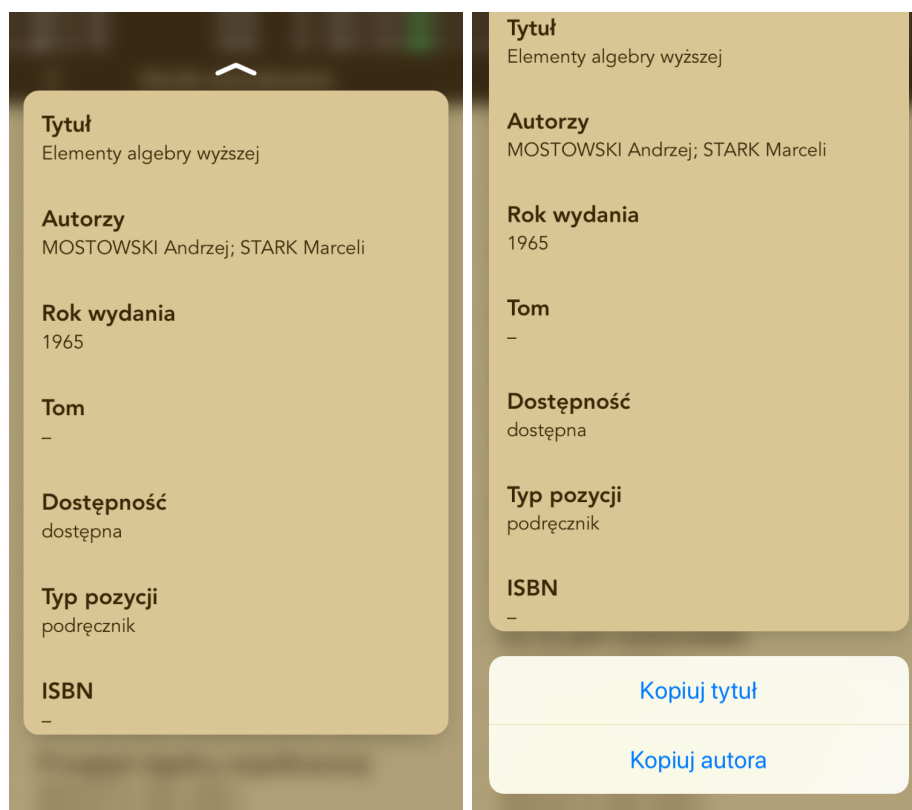 Tytuł
Elementy algebry wyższej
Autorzy
MOSTOWSKI Andrzej; STARK Marceli
Rok wydania
1965
Tom
–
Dostępność
dostępna
Typ pozycji
podręcznik
ISBN
–
Tytuł
Elementy algebry wyższej
Autorzy
MOSTOWSKI Andrzej; STARK Marceli
Rok wydania
1965
Tom
–
Dostępność
dostępna
Typ pozycji
podręcznik
ISBN
–
Kopiuj tytuł
Kopiuj autora